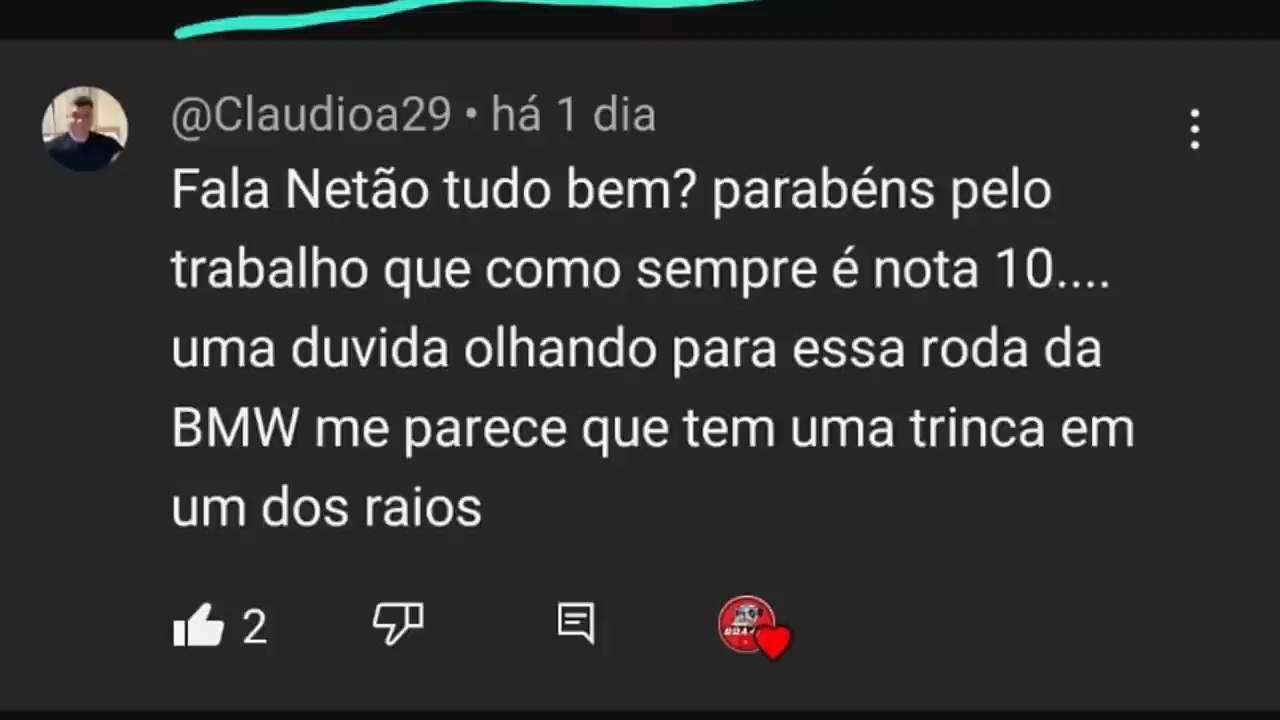 @Claudioa29 • há 1 dia
Fala Netão tudo bem? parabéns pelo
trabalho que como sempre é nota 10....
uma duvida olhando para essa roda da
BMW me parece que tem uma trinca em
um dos raios
2